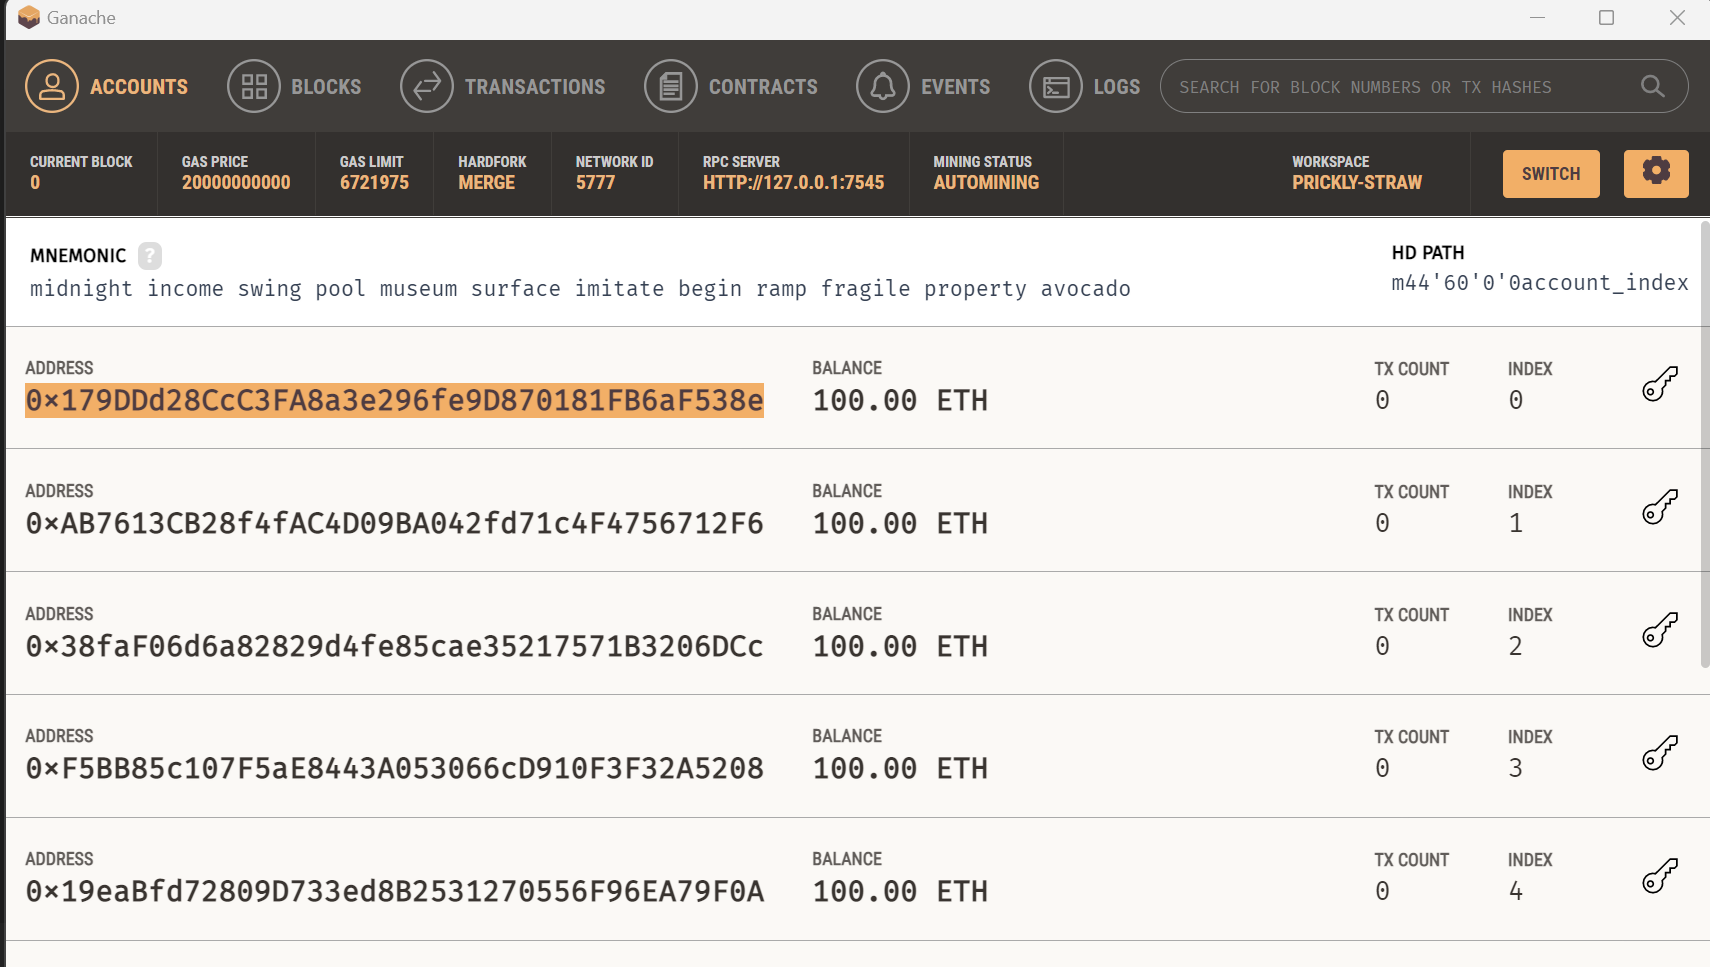 Ganache
ACCOUNTS BLOCKS TRANSACTIONS CONTRACTS EVENTS LOGS SEARCH FOR BLOCK NUMBERS OR TX HASHES
CURRENT BLOCK GAS PRICE GAS LIMIT HARDFORK NETWORK ID RPC SERVER MINING STATUS WORKSPACE
0 20000000000 6721975 MERGE 5777 HTTP://127.0.0.1:7545 AUTOMINING PRICKLY-STRAW SWITCH
MNEMONIC ? HD PATH
midnight income swing pool museum surface imitate begin ramp fragile property avocado m44'60'0'0account_index
ADDRESS BALANCE TX COUNT INDEX
0×179DDd28CcC3FA8a3e296fe9D870181FB6aF538e 100.00 ETH 0 0
ADDRESS BALANCE TX COUNT INDEX
0×AB7613CB28f4fAC4D09BA042fd71c4F4756712F6 100.00 ETH 0 1
ADDRESS BALANCE TX COUNT INDEX
0×38faF06d6a82829d4fe85cae35217571B3206DCc 100.00 ETH 0 2
ADDRESS BALANCE TX COUNT INDEX
0×F5BB85c107F5aE8443A053066cD910F3F32A5208 100.00 ETH 0 3
ADDRESS BALANCE TX COUNT INDEX
0×19eaBfd72809D733ed8B2531270556F96EA79F0A 100.00 ETH 0 4